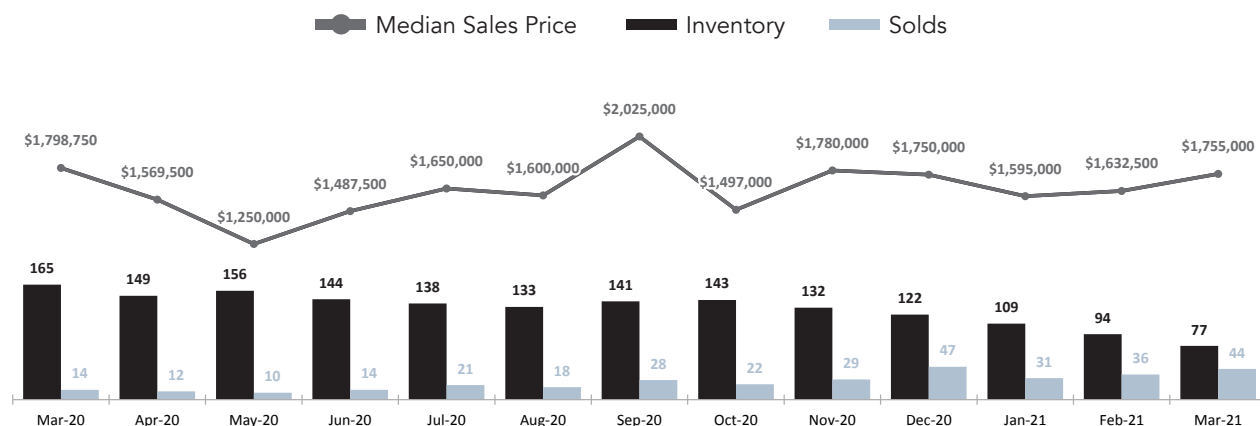 Median Sales Price Inventory Solds
$2,025,000
$1,798,750 $1,569,500 $1,250,000 $1,487,500 $1,650,000 $1,600,000 $1,497,000 $1,780,000 $1,750,000 $1,595,000 $1,632,500 $1,755,000
165 149 156 144 138 133 141 143 132 122 109 94 77
14 12 10 14 21 18 28 22 29 47 31 36 44
Mar-20 Apr-20 May-20 Jun-20 Jul-20 Aug-20 Sep-20 Oct-20 Nov-20 Dec-20 Jan-21 Feb-21 Mar-21